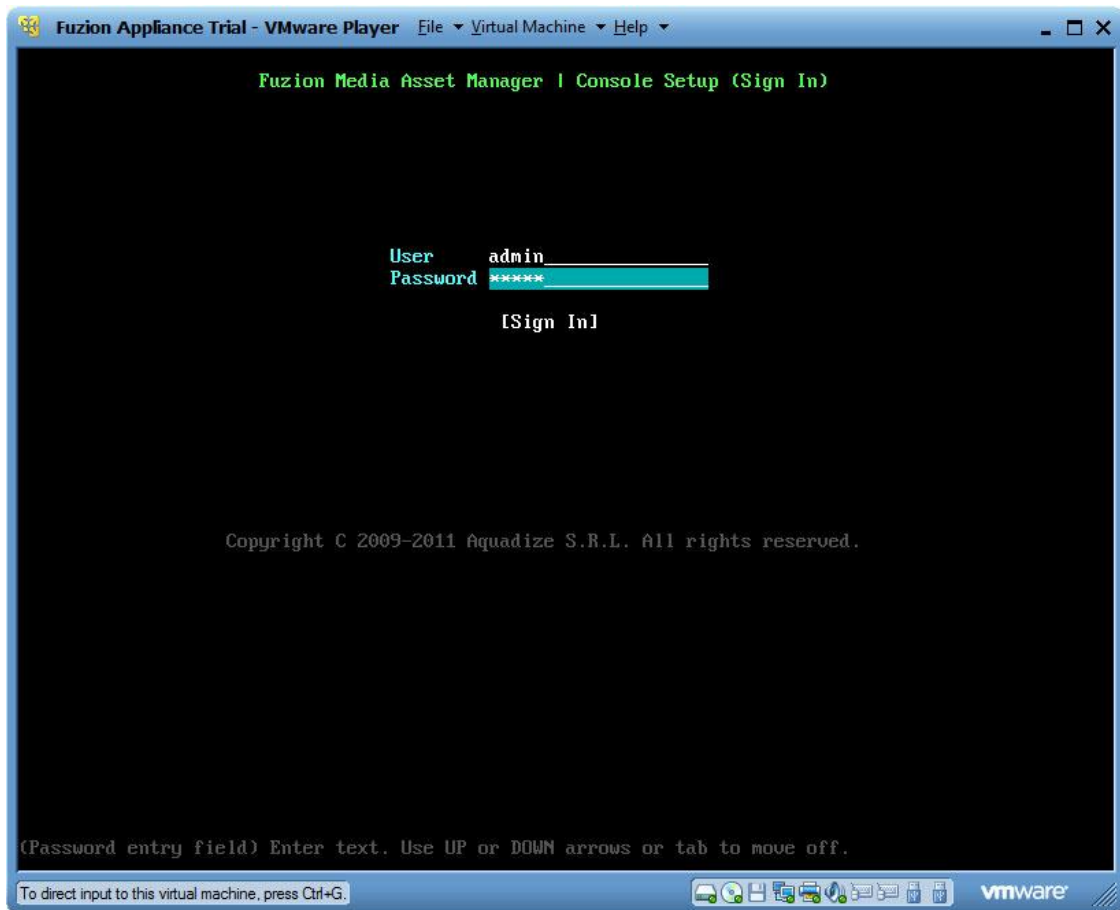 Fuzion Appliance Trial - VMware Player File Virtual Machine Help
Fuzion Media Asset Manager | Console Setup (Sign In)
User admin
Password *****
[Sign In]
Copyright C 2009-2011 Aquadize S.R.L. All rights reserved.
(Password entry field) Enter text. Use UP or DOWN arrows or tab to move off.
To direct input to this virtual machine, press Ctrl+G. vmware